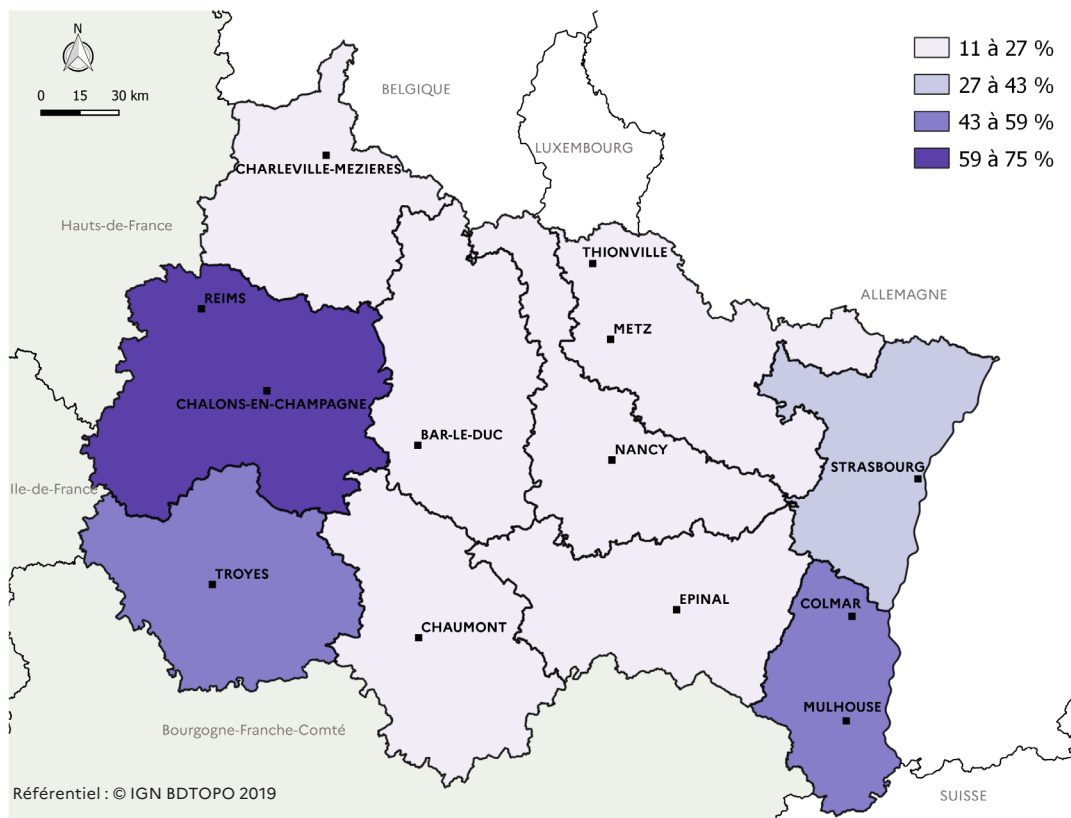 N
0 15 30 km
11 à 27 %
27 à 43 %
43 à 59 %
59 à 75 %
BELGIQUE
LUXEMBOURG
CHARLEVILLE-MEZIERES
Hauts-de-France
THIONVILLE
ALLEMAGNE
REIMS
METZ
CHALONS-EN-CHAMPAGNE
BAR-LE-DUC
NANCY
STRASBOURG
Ile-de-France
TROYES
EPINAL
COLMAR
CHAUMONT
MULHOUSE
Bourgogne-Franche-Comté
Référentiel : © IGN BDTOPO 2019
SUISSE